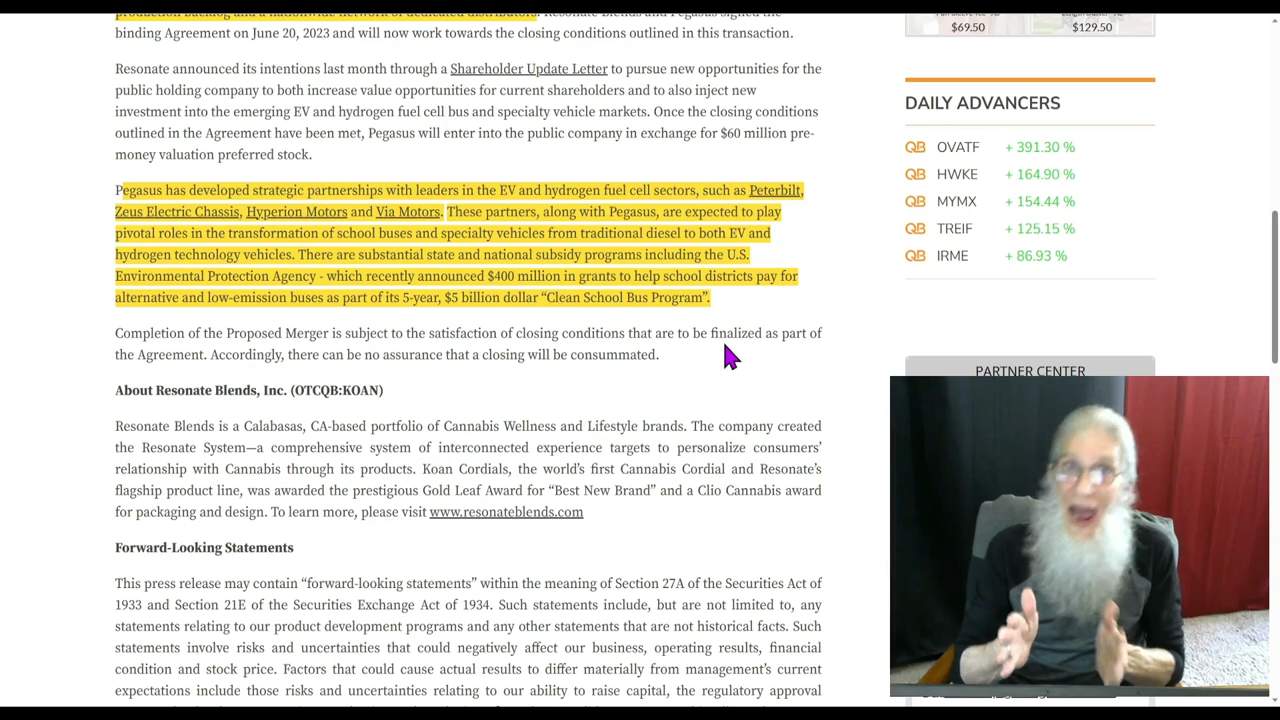 production backlog and a nationwide network of dedicated distributors. Resonate Blends and Pegasus signed the
binding Agreement on June 20, 2023 and will now work towards the closing conditions outlined in this transaction.
Resonate announced its intentions last month through a Shareholder Update Letter to pursue new opportunities for the
public holding company to both increase value opportunities for current shareholders and to also inject new
investment into the emerging EV and hydrogen fuel cell bus and specialty vehicle markets. Once the closing conditions
outlined in the Agreement have been met, Pegasus will enter into the public company in exchange for $60 million pre-
money valuation preferred stock.
Pegasus has developed strategic partnerships with leaders in the EV and hydrogen fuel cell sectors, such as Peterbilt,
Zeus Electric Chassis, Hyperion Motors and Via Motors. These partners, along with Pegasus, are expected to play
pivotal roles in the transformation of school buses and specialty vehicles from traditional diesel to both EV and
hydrogen technology vehicles. There are substantial state and national subsidy programs including the U.S.
Environmental Protection Agency - which recently announced $400 million in grants to help school districts pay for
alternative and low-emission buses as part of its 5-year, $5 billion dollar “Clean School Bus Program”.
Completion of the Proposed Merger is subject to the satisfaction of closing conditions that are to be finalized as part of
the Agreement. Accordingly, there can be no assurance that a closing will be consummated.
About Resonate Blends, Inc. (OTCQB:KOAN)
Resonate Blends is a Calabasas, CA-based portfolio of Cannabis Wellness and Lifestyle brands. The company created
the Resonate System—a comprehensive system of interconnected experience targets to personalize consumers’
relationship with Cannabis through its products. Koan Cordials, the world’s first Cannabis Cordial and Resonate’s
flagship product line, was awarded the prestigious Gold Leaf Award for “Best New Brand” and a Clio Cannabis award
for packaging and design. To learn more, please visit www.resonateblends.com
Forward-Looking Statements
This press release may contain “forward-looking statements” within the meaning of Section 27A of the Securities Act of
1933 and Section 21E of the Securities Exchange Act of 1934. Such statements include, but are not limited to, any
statements relating to our product development programs and any other statements that are not historical facts. Such
statements involve risks and uncertainties that could negatively affect our business, operating results, financial
condition and stock price. Factors that could cause actual results to differ materially from management’s current
expectations include those risks and uncertainties relating to our ability to raise capital, the regulatory approval
$69.50
$129.50
DAILY ADVANCERS
QB OVATF + 391.30 %
QB HWKE + 164.90 %
QB MYMX + 154.44 %
QB TREIF + 125.15 %
QB IRME + 86.93 %
PARTNER CENTER